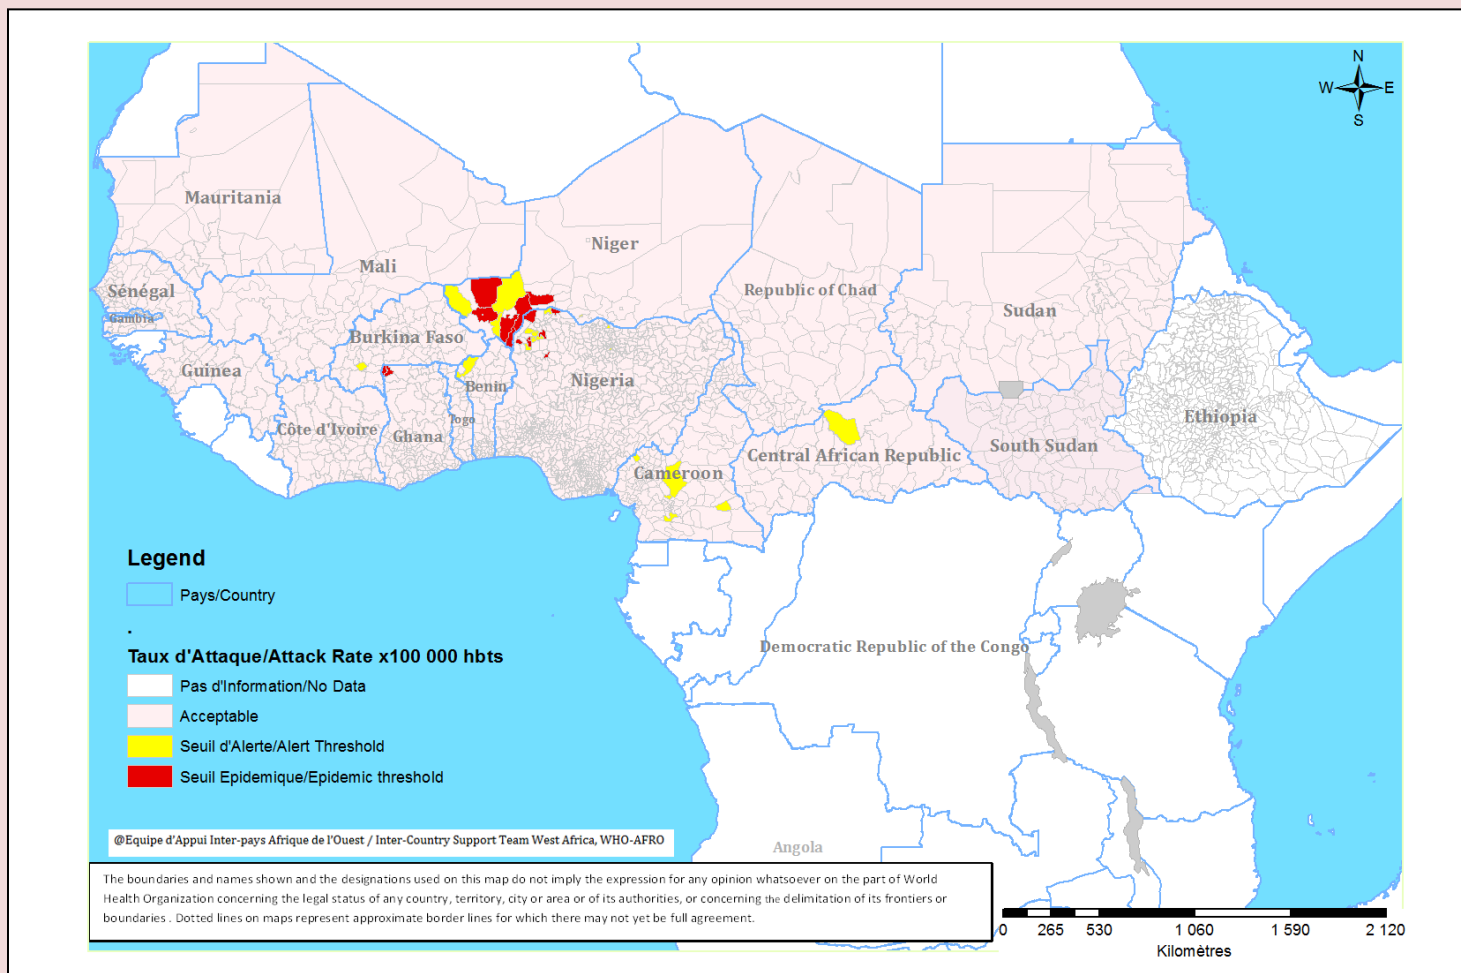 N
W E
S
Mauritania
Niger
Mali
Sénégal
Gambia
Republic of Chad
Sudan
Burkina Faso
Guinea
Nigeria
Benin
Togo
Côte d'Ivoire
Ghana
Ethiopia
South Sudan
Central African Republic
Cameroon
Democratic Republic of the Congo
Angola
Legend
Pays/Country
.
Taux d'Attaque/Attack Rate x100 000 hbts
Pas d'Information/No Data
Acceptable
Seuil d'Alerte/Alert Threshold
Seuil Epidemique/Epidemic threshold
@Equipe d'Appui Inter-pays Afrique de l'Ouest / Inter-Country Support Team West Africa, WHO-AFRO
The boundaries and names shown and the designations used on this map do not imply the expression for any opinion whatsoever on the part of World
Health Organization concerning the legal status of any country, territory, city or area or of its authorities, or concerning the delimitation of its frontiers or
boundaries . Dotted lines on maps represent approximate border lines for which there may not yet be full agreement.
0 265 530 1 060 1 590 2 120
Kilomètres